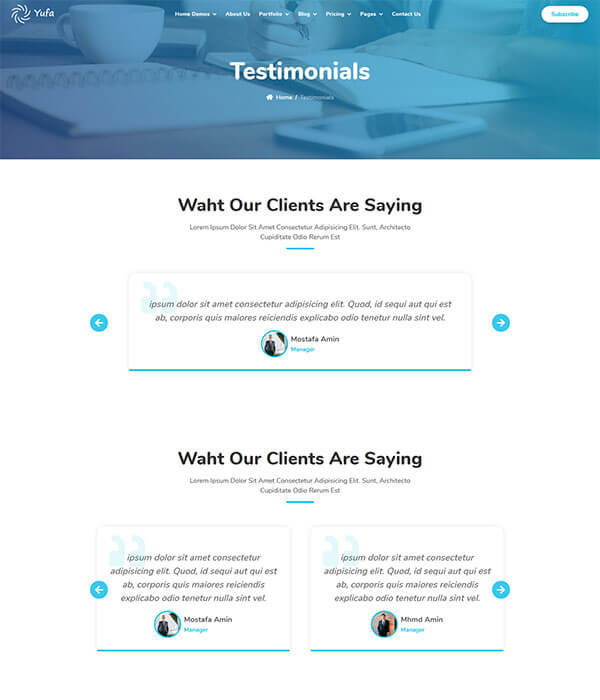 Yufa
Home Demos About Us Portfolio Blog Pricing Pages Contact Us
Subscribe
Testimonials
Home / Testimonials
Waht Our Clients Are Saying
Lorem Ipsum Dolor Sit Amet Consectetur Adipisicing Elit. Sunt, Architecto
Cupiditate Odio Rerum Est
ipsum dolor sit amet consectetur adipisicing elit. Quod, id sequi aut qui est
ab, corporis quis maiores reiciendis explicabo odio tenetur nulla sint vel.
Mostafa Amin
Manager
Waht Our Clients Are Saying
Lorem Ipsum Dolor Sit Amet Consectetur Adipisicing Elit. Sunt, Architecto
Cupiditate Odio Rerum Est
ipsum dolor sit amet consectetur
adipisicing elit. Quod, id sequi aut qui est
ab, corporis quis maiores reiciendis
explicabo odio tenetur nulla sint vel.
Mostafa Amin
Manager
ipsum dolor sit amet consectetur
adipisicing elit. Quod, id sequi aut qui est
ab, corporis quis maiores reiciendis
explicabo odio tenetur nulla sint vel.
Mhmd Amin
Manager